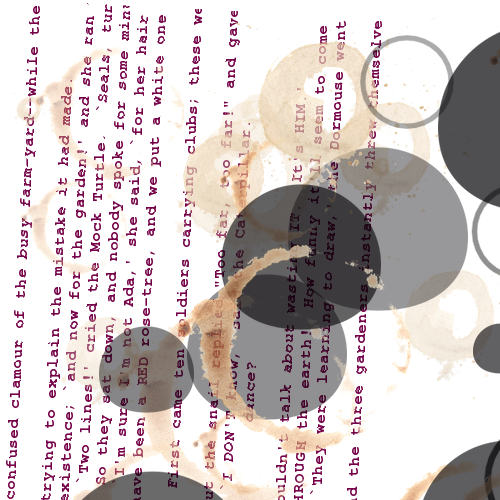 confused clamour of the busy farm-yard--while the
trying to explain the mistake it had made.
existence; `and now for the garden!' and she ran
`Two lines!' cried the Mock Turtle. `Seals, tur
So they sat down, and nobody spoke for some minu
`I'm sure I'm not Ada,' she said, `for her hair
have been a RED rose-tree, and we put a white one
First came ten soldiers carrying clubs; these we
ut the snail replied "Too far, too far!" and gave
`I DON'T know,' the Caterpillar.
dance?
ouldn't talk about wasting IT. It's HIM.'
HROUGH the earth! How funny it'll seem to come
They were learning to draw,' the Dormouse went
d the three gardeners instantly threw themselve